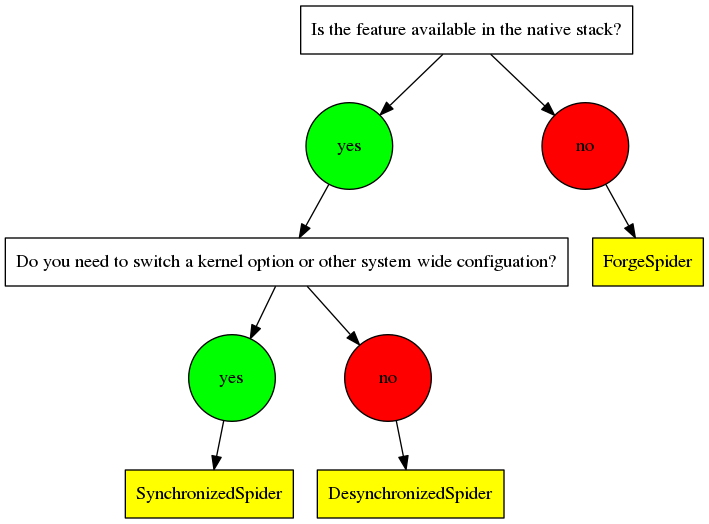 Is the feature available in the native stack?
yes
no
Do you need to switch a kernel option or other system wide configuation?
ForgeSpider
yes
no
SynchronizedSpider
DesynchronizedSpider